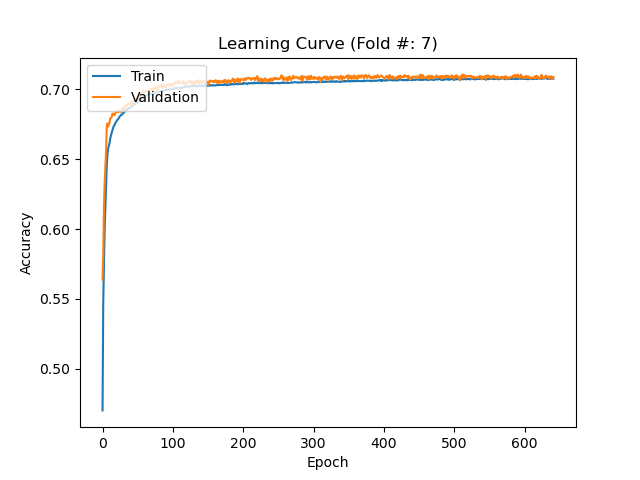 Learning Curve (Fold #: 7)
Train
Validation
Accuracy
0.70
0.65
0.60
0.55
0.50
0 100 200 300 400 500 600
Epoch